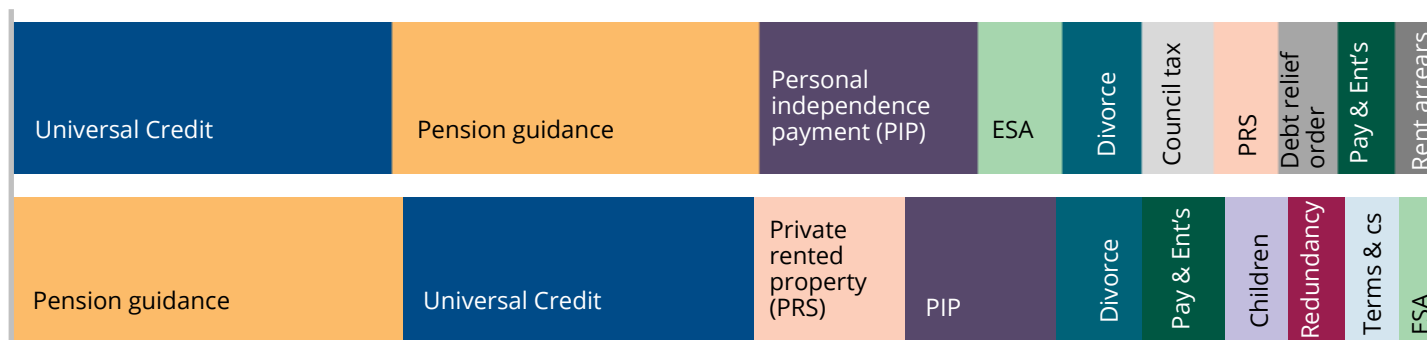 Universal Credit
Pension guidance
Personal
independence
payment (PIP)
ESA
Divorce
Council tax
PRS
Debt relief
order
Pay & Ent's
Rent arrears
Pension guidance
Universal Credit
Private
rented
property
(PRS)
PIP
Divorce
Pay & Ent's
Children
Redundancy
Terms & cs
ESA